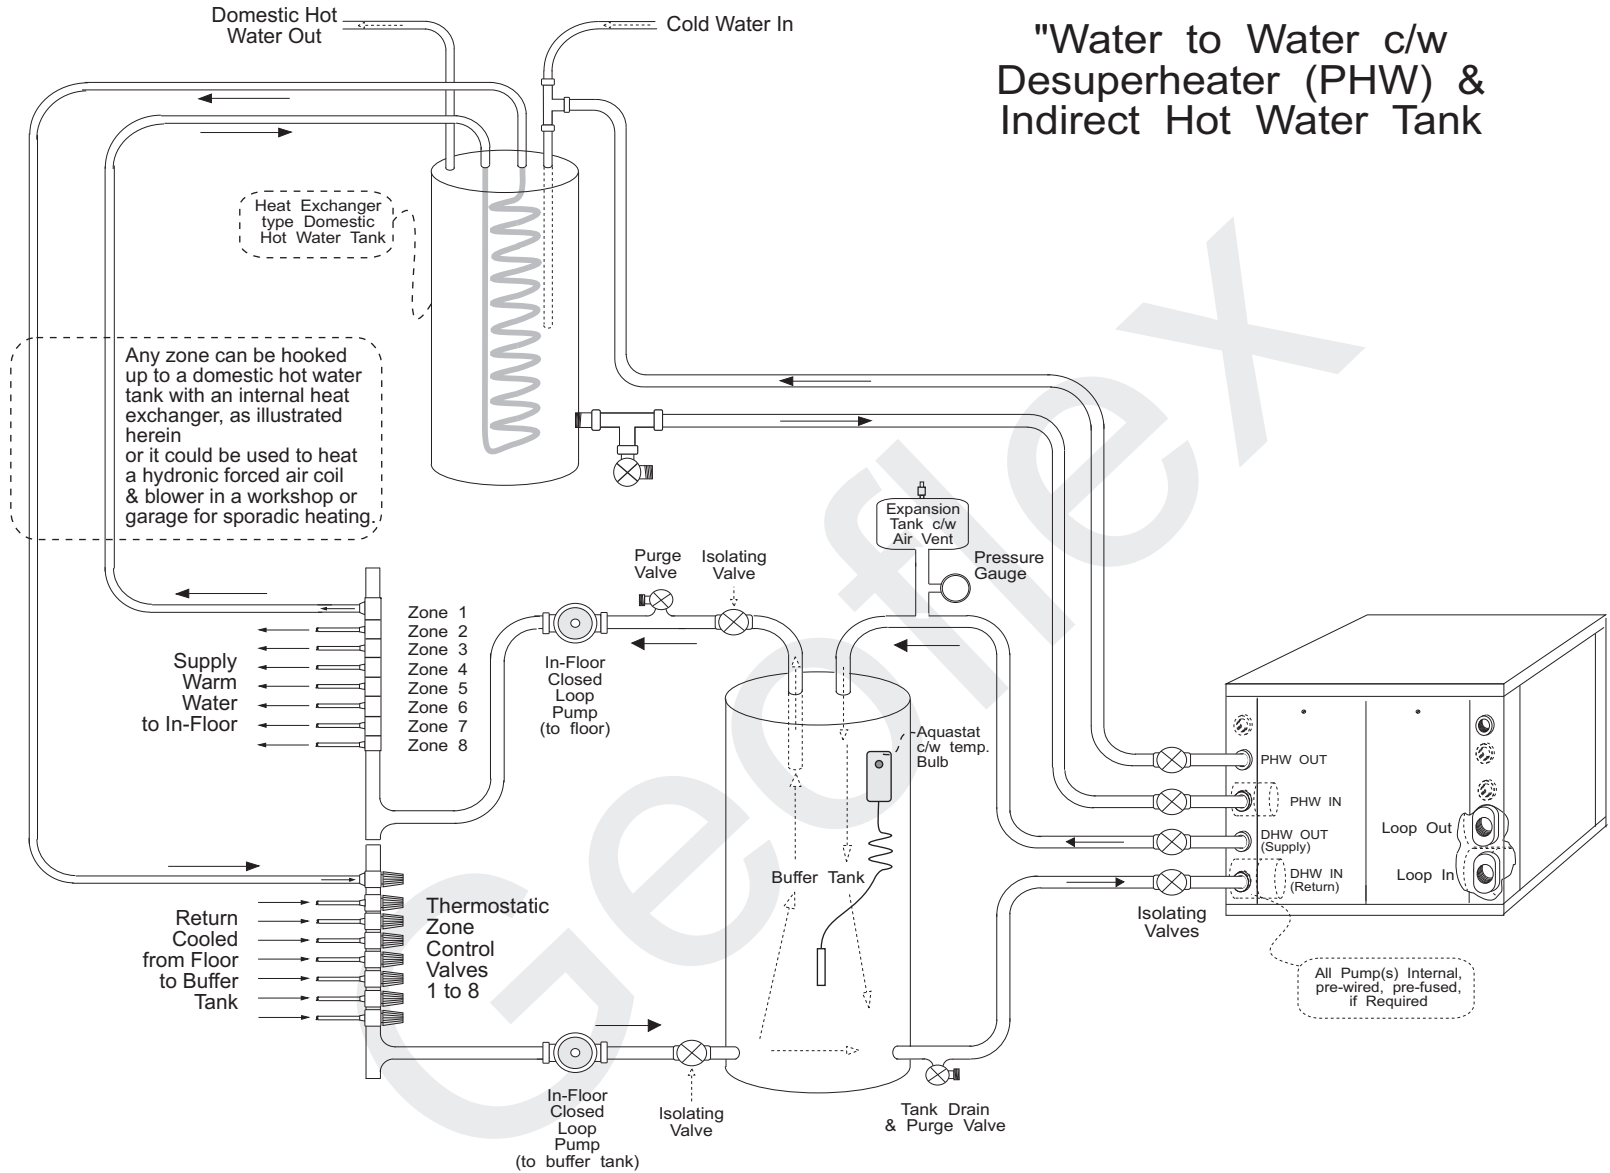 Domestic Hot
Water Out
Cold Water In
"Water to Water c/w
Desuperheater (PHW) &
Indirect Hot Water Tank
Heat Exchanger
type Domestic
Hot Water Tank
Any zone can be hooked
up to a domestic hot water
tank with an internal heat
exchanger, as illustrated
herein
or it could be used to heat
a hydronic forced air coil
& blower in a workshop or
garage for sporadic heating.
Expansion
Tank c/w
Air Vent
Pressure
Gauge
Purge
Valve
Isolating
Valve
Zone 1
Zone 2
Zone 3
Zone 4
Zone 5
Zone 6
Zone 7
Zone 8
Supply
Warm
Water
to In-Floor
In-Floor
Closed
Loop
Pump
(to floor)
Aquastat
c/w temp.
Bulb
Buffer Tank
PHW OUT
PHW IN
DHW OUT
(Supply)
DHW IN
(Return)
Loop Out
Loop In
Isolating
Valves
All Pump(s) Internal,
pre-wired, pre-fused,
if Required
Return
Cooled
from Floor
to Buffer
Tank
Thermostatic
Zone
Control
Valves
1 to 8
In-Floor
Closed
Loop
Pump
(to buffer tank)
Isolating
Valve
Tank Drain
& Purge Valve
Geoflex